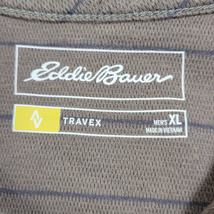 Eddie Bauer
TRAVEX
MEN'S XL
MADE IN VIETNAM